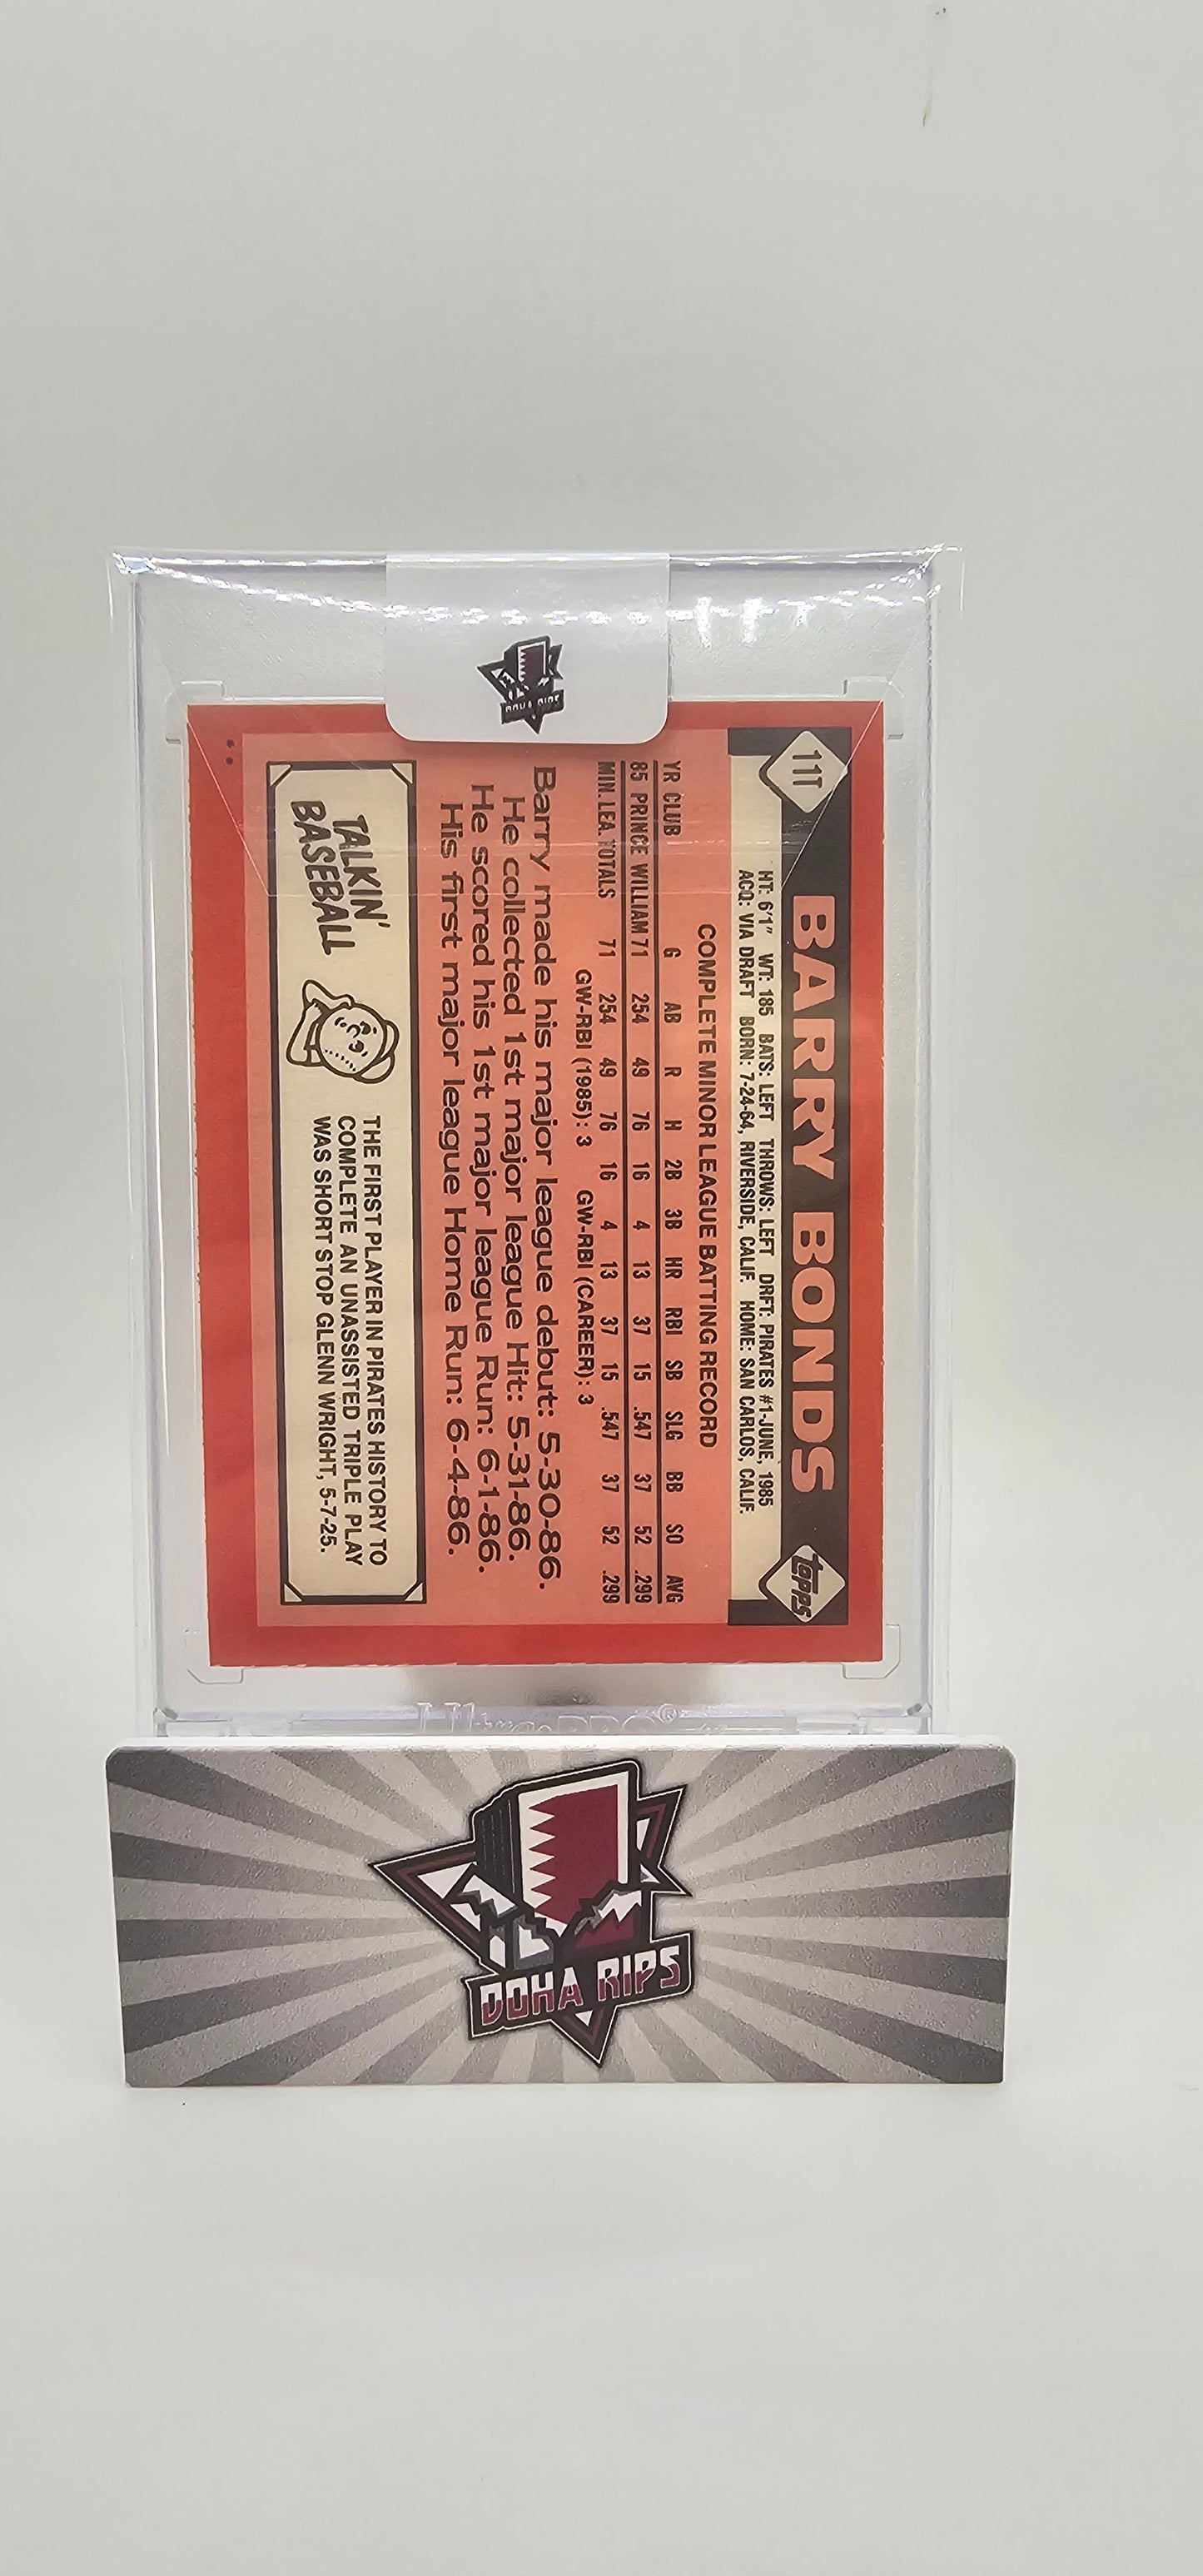 DOHA RIPS
11T
BARRY BONDS
topps
HT: 6'1" WT: 185 BATS: LEFT THROWS: LEFT DRFT: PIRATES #1-JUNE, 1985
ACQ: VIA DRAFT BORN: 7-24-64, RIVERSIDE, CALIF. HOME: SAN CARLOS, CALIF.
COMPLETE MINOR LEAGUE BATTING RECORD
YR CLUB G AB R H 2B 3B HR RBI SB SLG BB SO AVG
85 PRINCE WILLIAM 71 254 49 76 16 4 13 37 15 .547 37 52 .299
MIN. LEA. TOTALS 71 254 49 76 16 4 13 37 15 .547 37 52 .299
GW-RBI (1985): 3 GW-RBI (CAREER): 3
Barry made his major league debut: 5-30-86.
He collected 1st major league Hit: 5-31-86.
He scored his 1st major league Run: 6-1-86.
His first major league Home Run: 6-4-86.
TALKIN'
BASEBALL
THE FIRST PLAYER IN PIRATES HISTORY TO
COMPLETE AN UNASSISTED TRIPLE PLAY
WAS SHORT STOP GLENN WRIGHT, 5-7-25.
**
UltraPRO®
DOHA RIPS